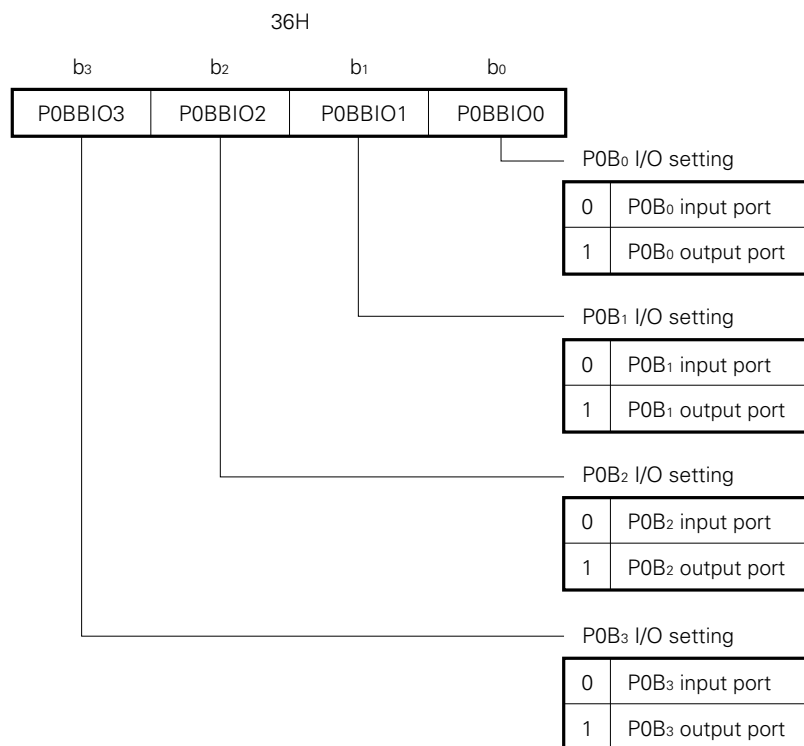 36H
b₃ b₂ b₁ b₀
P0BBIO3 P0BBIO2 P0BBIO1 P0BBIO0
P0B₀ I/O setting
0 P0B₀ input port
1 P0B₀ output port
P0B₁ I/O setting
0 P0B₁ input port
1 P0B₁ output port
P0B₂ I/O setting
0 P0B₂ input port
1 P0B₂ output port
P0B₃ I/O setting
0 P0B₃ input port
1 P0B₃ output port